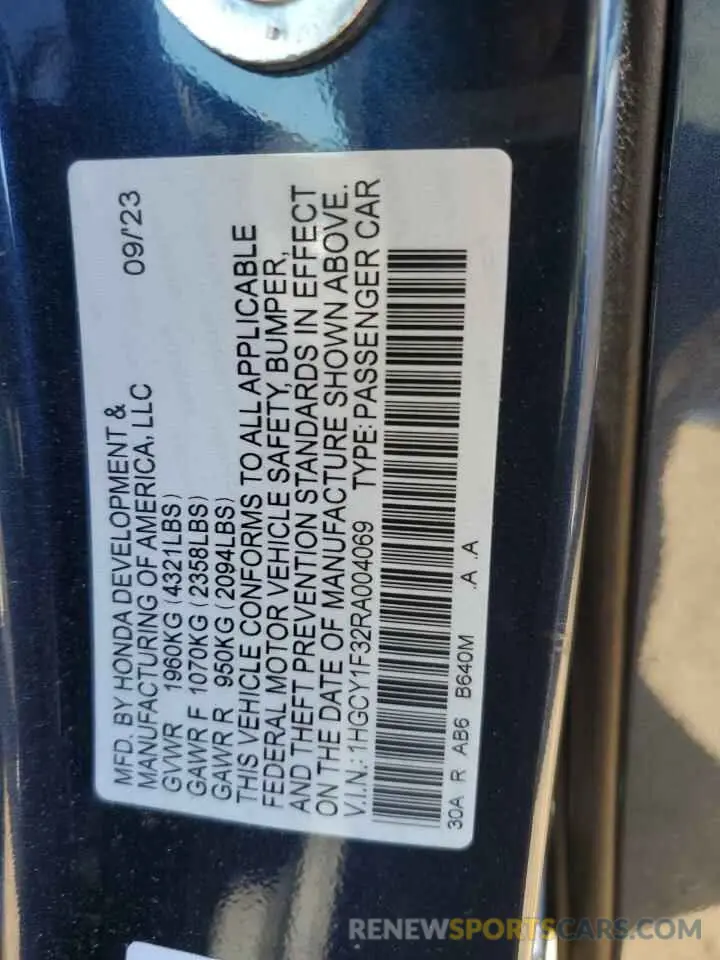 MFD. BY HONDA DEVELOPMENT &
MANUFACTURING OF AMERICA, LLC 09/'23
GVWR 1960KG (4321LBS)
GAWR F 1070KG (2358LBS)
GAWR R 950KG (2094LBS)
THIS VEHICLE CONFORMS TO ALL APPLICABLE
FEDERAL MOTOR VEHICLE SAFETY, BUMPER,
AND THEFT PREVENTION STANDARDS IN EFFECT
ON THE DATE OF MANUFACTURE SHOWN ABOVE.
V.I.N.: 1HGCY1F32RA004069 TYPE: PASSENGER CAR
30A R AB6 B640M .A .A
RENEWSPORTSCARS.COM